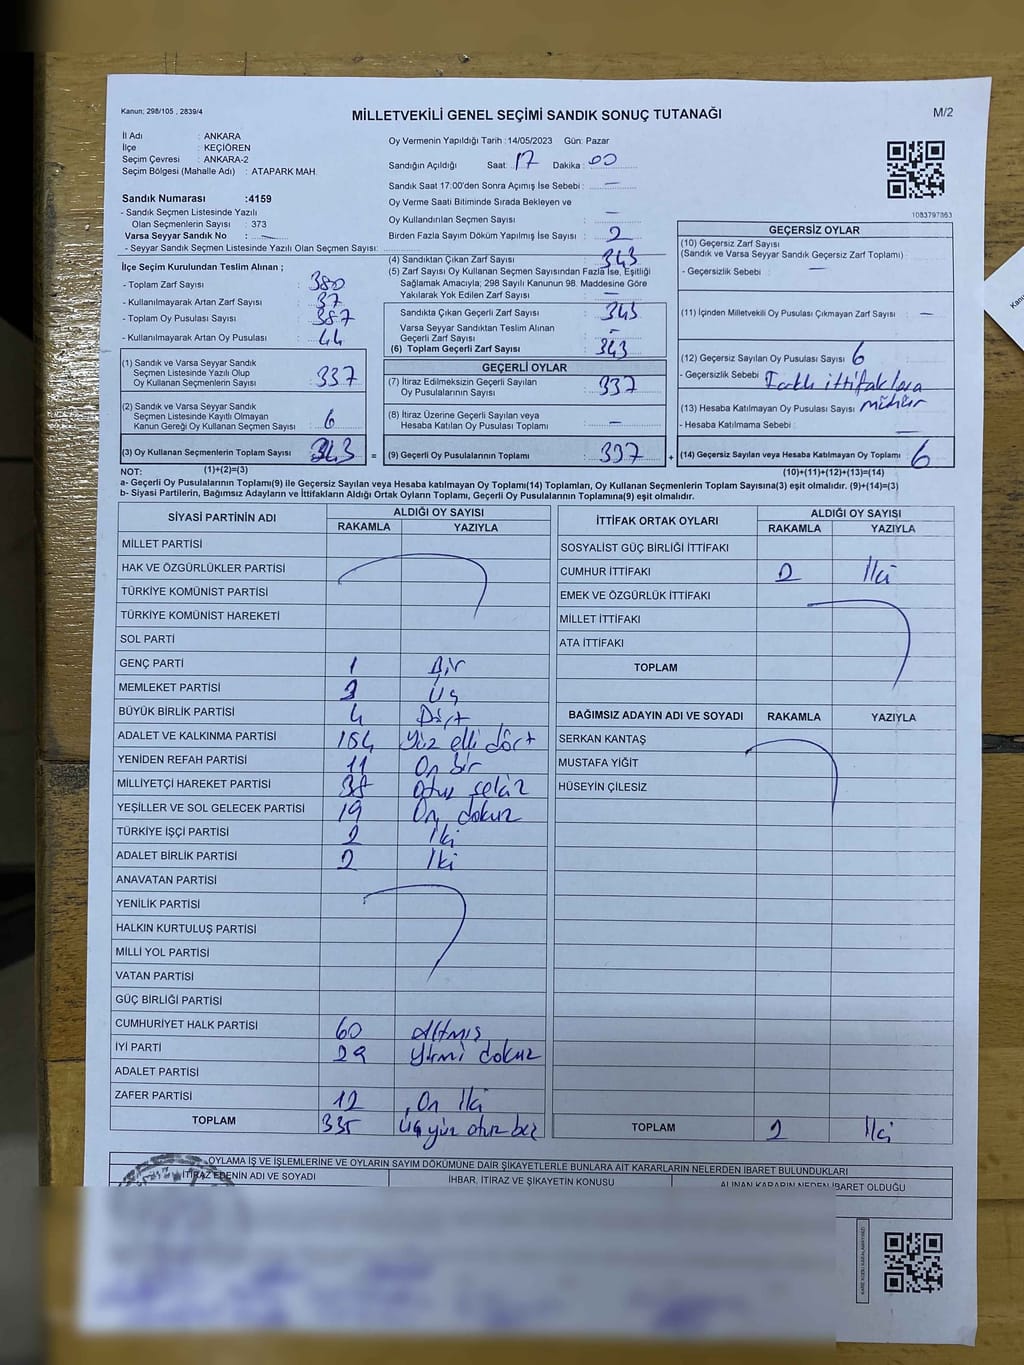 Kanun; 298/105 , 2839/4
MİLLETVEKİLİ GENEL SEÇİMİ SANDIK SONUÇ TUTANAĞI
M/2
İl Adı : ANKARA
İlçe : KEÇİÖREN
Seçim Çevresi : ANKARA-2
Seçim Bölgesi (Mahalle Adı) : ATAPARK MAH.
Sandık Numarası :4159
- Sandık Seçmen Listesinde Yazılı
Olan Seçmenlerin Sayısı : 373
Varsa Seyyar Sandık No : —
- Seyyar Sandık Seçmen Listesinde Yazılı Olan Seçmen Sayısı:
Oy Vermenin Yapıldığı Tarih :14/05/2023 Gün: Pazar
Sandığın Açıldığı Saat: 17 Dakika : 00
Sandık Saat 17:00'den Sonra Açımış İse Sebebi : —
Oy Verme Saati Bitiminde Sırada Bekleyen ve
Oy Kullandırılan Seçmen Sayısı : —
Birden Fazla Sayım Döküm Yapılmış İse Sayısı : 2
1083797863
İlçe Seçim Kurulundan Teslim Alınan ;
- Toplam Zarf Sayısı : 380
- Kullanılmayarak Artan Zarf Sayısı : 37
- Toplam Oy Pusulası Sayısı : 387
- Kullanılmayarak Artan Oy Pusulası : 44
(1) Sandık ve Varsa Seyyar Sandık
Seçmen Listesinde Yazılı Olup
Oy Kullanan Seçmenlerin Sayısı : 337
(2) Sandık ve Varsa Seyyar Sandık
Seçmen Listesinde Kayıtlı Olmayan
Kanun Gereği Oy Kullanan Seçmen Sayısı : 6
(3) Oy Kullanan Seçmenlerin Toplam Sayısı : 343
(4) Sandıktan Çıkan Zarf Sayısı : 343
(5) Zarf Sayısı Oy Kullanan Seçmen Sayısından Fazla İse, Eşitliği
Sağlamak Amacıyla; 298 Sayılı Kanunun 98. Maddesine Göre
Yakılarak Yok Edilen Zarf Sayısı : —
Sandıkta Çıkan Geçerli Zarf Sayısı : 343
Varsa Seyyar Sandıktan Teslim Alınan
Geçerli Zarf Sayısı : —
(6) Toplam Geçerli Zarf Sayısı : 343
GEÇERLİ OYLAR
(7) İtiraz Edilmeksizin Geçerli Sayılan
Oy Pusulalarının Sayısı : 337
(8) İtiraz Üzerine Geçerli Sayılan veya
Hesaba Katılan Oy Pusulası Toplamı : —
= (9) Geçerli Oy Pusulalarının Toplamı : 337
GEÇERSİZ OYLAR
(10) Geçersiz Zarf Sayısı
(Sandık ve Varsa Seyyar Sandık Geçersiz Zarf Toplamı)
- Geçersizlik Sebebi : —
(11) İçinden Milletvekili Oy Pusulası Çıkmayan Zarf Sayısı : —
(12) Geçersiz Sayılan Oy Pusulası Sayısı : 6
- Geçersizlik Sebebi : Farklı ittifaklara
mühür
(13) Hesaba Katılmayan Oy Pusulası Sayısı :
- Hesaba Katılmama Sebebi : —
+ (14) Geçersiz Sayılan veya Hesaba Katılmayan Oy Toplamı : 6
NOT: (1)+(2)=(3)
(10)+(11)+(12)+(13)=(14)
a- Geçerli Oy Pusulalarının Toplamı(9) ile Geçersiz Sayılan veya Hesaba katılmayan Oy Toplamı(14) Toplamları, Oy Kullanan Seçmenlerin Toplam Sayısına(3) eşit olmalıdır. (9)+(14)=(3)
b- Siyasi Partilerin, Bağımsız Adayların ve İttifakların Aldığı Ortak Oyların Toplamı, Geçerli Oy Pusulalarının Toplamına(9) eşit olmalıdır.
SİYASİ PARTİNİN ADI ALDIĞI OY SAYISI
RAKAMLA YAZIYLA
MİLLET PARTİSİ
HAK VE ÖZGÜRLÜKLER PARTİSİ
TÜRKİYE KOMÜNİST PARTİSİ
TÜRKİYE KOMÜNİST HAREKETİ
SOL PARTİ
GENÇ PARTİ 1 Bir
MEMLEKET PARTİSİ 3 Üç
BÜYÜK BİRLİK PARTİSİ 4 Dört
ADALET VE KALKINMA PARTİSİ 154 Yüz elli dört
YENİDEN REFAH PARTİSİ 11 On bir
MİLLİYETÇİ HAREKET PARTİSİ 38 Otuz sekiz
YEŞİLLER VE SOL GELECEK PARTİSİ 19 On dokuz
TÜRKİYE İŞÇİ PARTİSİ 2 İki
ADALET BİRLİK PARTİSİ 2 İki
ANAVATAN PARTİSİ
YENİLİK PARTİSİ
HALKIN KURTULUŞ PARTİSİ
MİLLİ YOL PARTİSİ
VATAN PARTİSİ
GÜÇ BİRLİĞİ PARTİSİ
CUMHURİYET HALK PARTİSİ 60 Altmış
İYİ PARTİ 29 Yirmi dokuz
ADALET PARTİSİ
ZAFER PARTİSİ 12 On İki
TOPLAM 335 Üç yüz otuz beş
İTTİFAK ORTAK OYLARI ALDIĞI OY SAYIŞI
RAKAMLA YAZIYLA
SOSYALİST GÜÇ BİRLİĞİ İTTİFAKI
CUMHUR İTTİFAKI 2 İki
EMEK VE ÖZGÜRLÜK İTTİFAKI
MİLLET İTTİFAKI
ATA İTTİFAKI
TOPLAM
BAĞIMSIZ ADAYIN ADI VE SOYADI RAKAMLA YAZIYLA
SERKAN KANTAŞ
MUSTAFA YİĞİT
HÜSEYİN ÇİLESİZ
TOPLAM 2 İki
OYLAMA İŞ VE İŞLEMLERİNE VE OYLARIN SAYIM DÖKÜMÜNE DAİR ŞİKAYETLERLE BUNLARA AİT KARARLARIN NELERDEN İBARET BULUNDUKLARI
İTİRAZ EDENİN ADI VE SOYADI İHBAR, İTİRAZ VE ŞİKAYETİN KONUSU ALINAN KARARIN NEDEN İBARET OLDUĞU